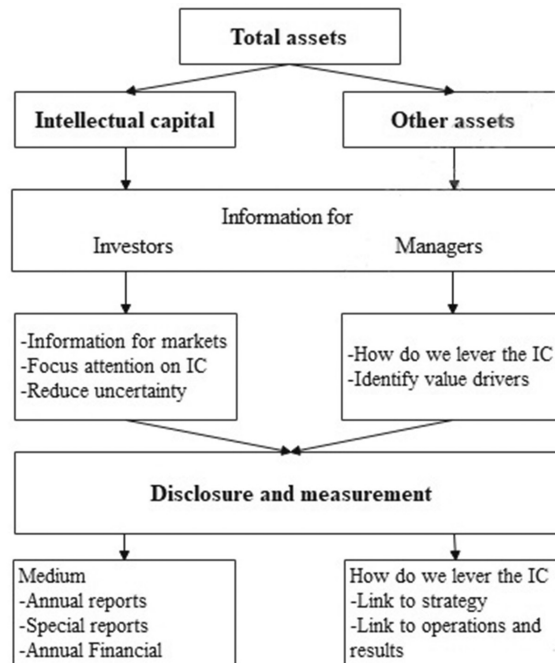 Total assets
Intellectual capital
Other assets
Information for
Investors
Managers
-Information for markets
-Focus attention on IC
-Reduce uncertainty
-How do we lever the IC
-Identify value drivers
Disclosure and measurement
Medium
-Annual reports
-Special reports
-Annual Financial
How do we lever the IC
-Link to strategy
-Link to operations and
results